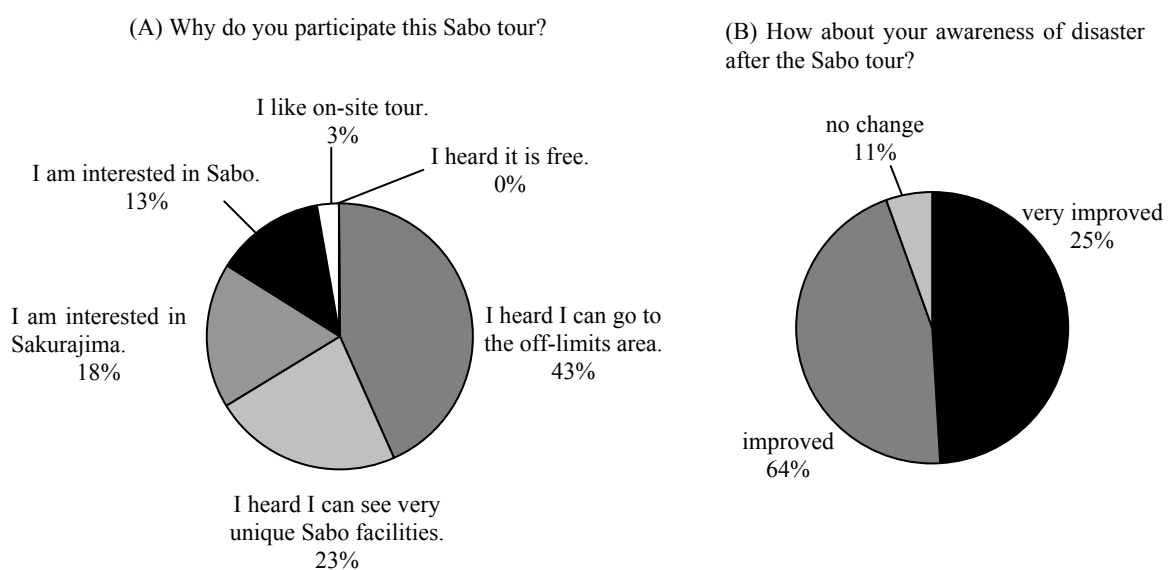 (A) Why do you participate this Sabo tour?
I like on-site tour.
3%
I heard it is free.
0%
I am interested in Sabo.
13%
I am interested in
Sakurajima.
18%
I heard I can go to
the off-limits area.
43%
I heard I can see very
unique Sabo facilities.
23%
(B) How about your awareness of disaster
after the Sabo tour?
no change
11%
very improved
25%
improved
64%